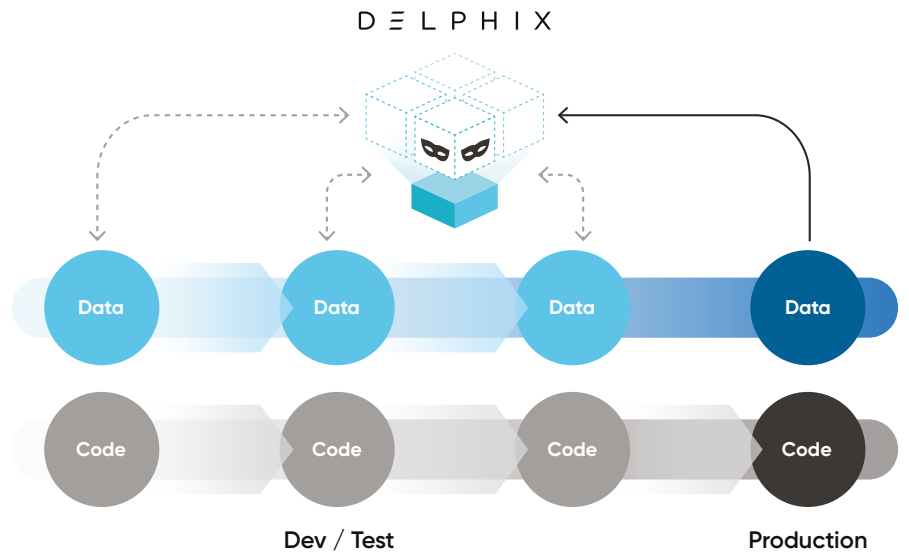 DELPHIX
Data Data Data Data
Code Code Code Code
Dev / Test Production